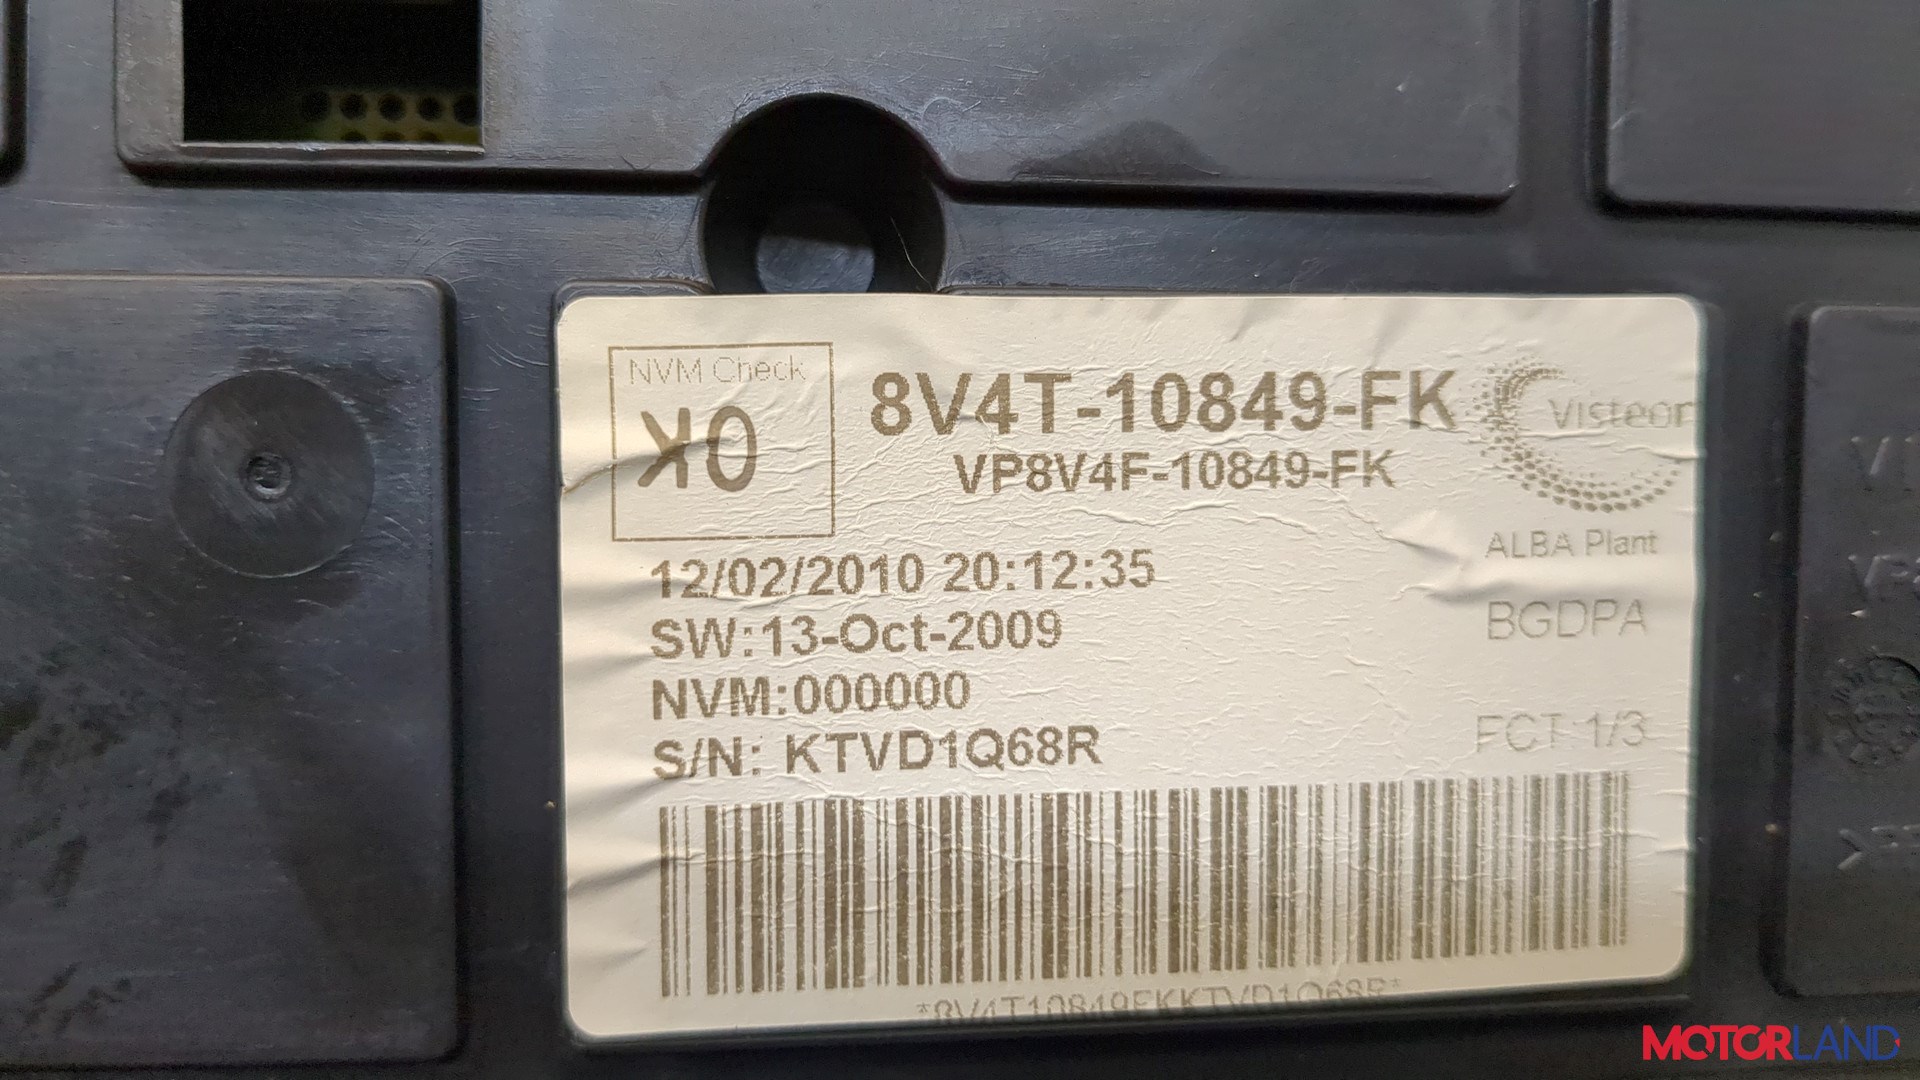 NVM Check
OK
8V4T-10849-FK
VP8V4F-10849-FK
Visteon
ALBA Plant
12/02/2010 20:12:35
BGDPA
SW:13-Oct-2009
NVM:000000
FCT 1/3
S/N: KTVD1Q68R
*8V4T10849FKKTVD1Q68R*
MOTORLAND